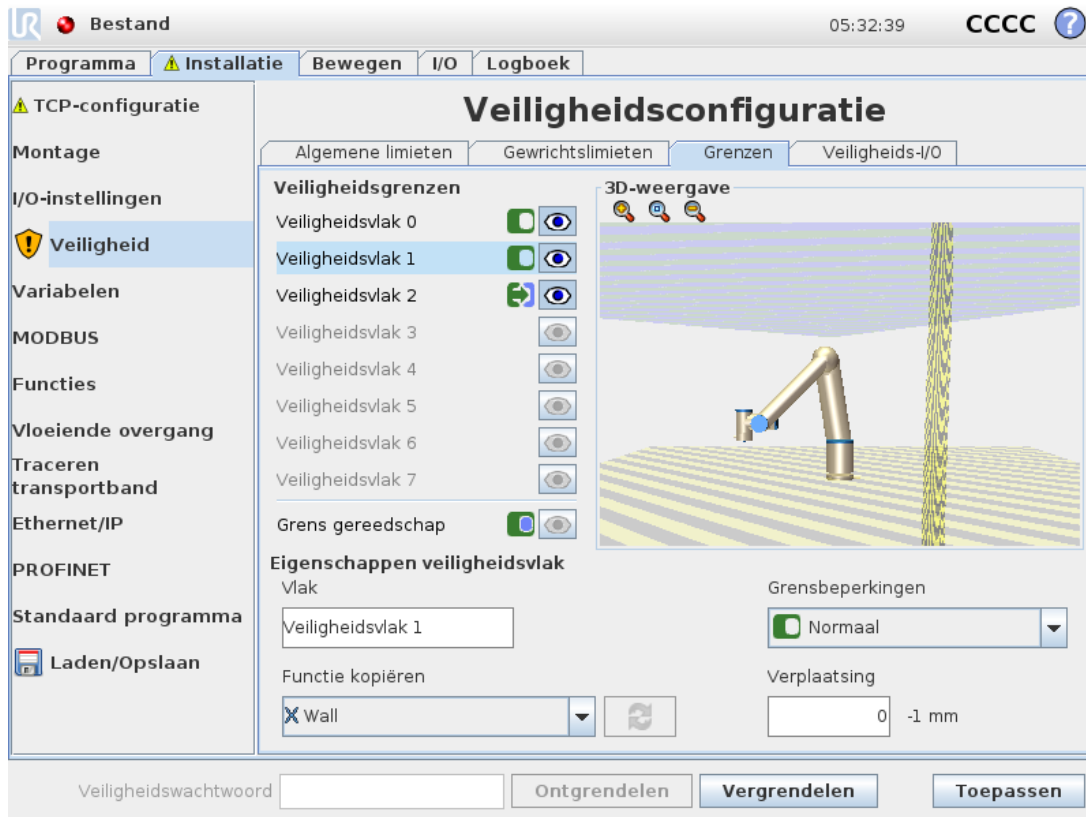 UR Bestand 05:32:39 CCCC ?
Programma Installatie Bewegen I/O Logboek
TCP-configuratie
Montage
I/O-instellingen
Veiligheid
Variabelen
MODBUS
Functies
Vloeiende overgang
Traceren
transportband
Ethernet/IP
PROFINET
Standaard programma
Laden/Opslaan
Veiligheidsconfiguratie
Algemene limieten Gewrichtslimieten Grenzen Veiligheids-I/O
Veiligheidsgrenzen
Veiligheidsvlak 0
Veiligheidsvlak 1
Veiligheidsvlak 2
Veiligheidsvlak 3
Veiligheidsvlak 4
Veiligheidsvlak 5
Veiligheidsvlak 6
Veiligheidsvlak 7
Grens gereedschap
3D-weergave
Eigenschappen veiligheidsvlak
Vlak
Veiligheidsvlak 1
Grensbeperkingen
Normaal
Functie kopiëren
Wall
Verplaatsing
0 -1 mm
Veiligheidswachtwoord Ontgrendelen Vergrendelen Toepassen